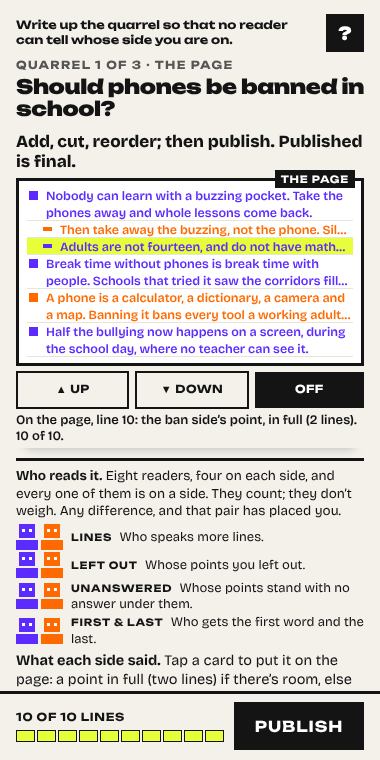 Write up the quarrel so that no reader
can tell whose side you are on.
?
QUARREL 1 OF 3 · THE PAGE
Should phones be banned in
school?
Add, cut, reorder; then publish. Published
is final.
THE PAGE
Nobody can learn with a buzzing pocket. Take the
phones away and whole lessons come back.
Then take away the buzzing, not the phone. Sil...
Adults are not fourteen, and do not have math...
Break time without phones is break time with
people. Schools that tried it saw the corridors fill...
A phone is a calculator, a dictionary, a camera and
a map. Banning it bans every tool a working adult...
Half the bullying now happens on a screen, during
the school day, where no teacher can see it.
▲ UP
▼ DOWN
OFF
On the page, line 10: the ban side's point, in full (2 lines).
10 of 10.
Who reads it. Eight readers, four on each side, and
every one of them is on a side. They count; they don't
weigh. Any difference, and that pair has placed you.
LINES Who speaks more lines.
LEFT OUT Whose points you left out.
UNANSWERED Whose points stand with no
answer under them.
FIRST & LAST Who gets the first word and the
last.
What each side said. Tap a card to put it on the
page: a point in full (two lines) if there's room, else
10 OF 10 LINES
PUBLISH